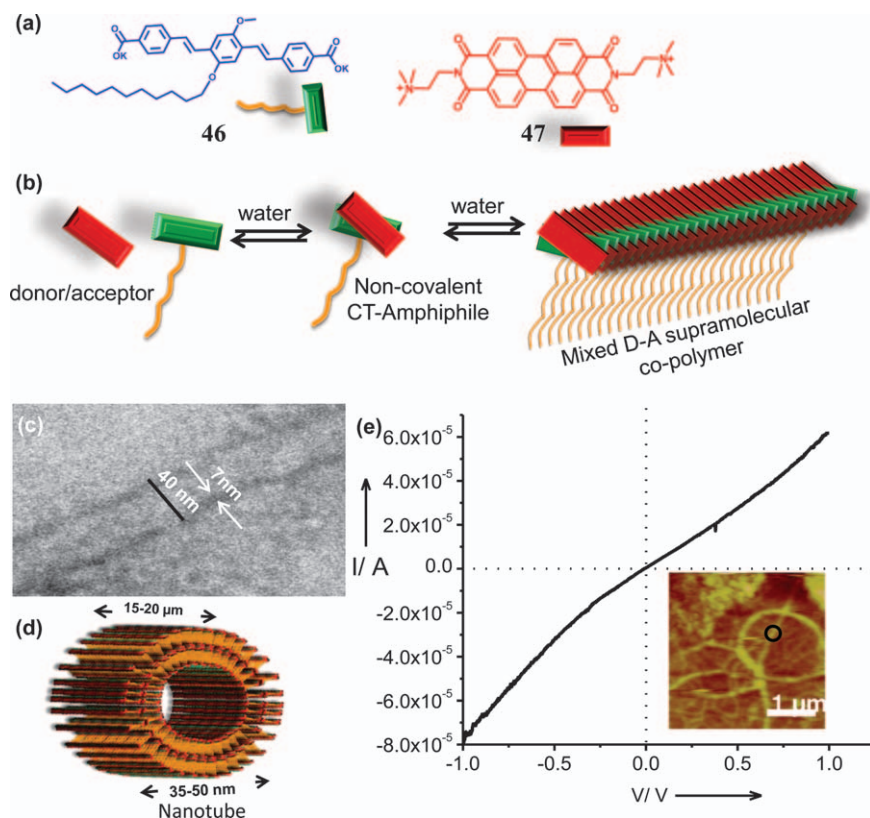 (a)
O
OK
O
O
O
OK
46
O
O
N
N
N+
N+
O
O
47
(b)
water
water
donor/acceptor
Non-covalent
CT-Amphiphile
Mixed D-A supramolecular
co-polymer
(c)
40 nm
7nm
(d)
15-20 µm
35-50 nm
Nanotube
(e)
6.0x10⁻⁵
4.0x10⁻⁵
2.0x10⁻⁵
I/ A
0.0
-2.0x10⁻⁵
-4.0x10⁻⁵
-6.0x10⁻⁵
-8.0x10⁻⁵
-1.0
-0.5
0.0
0.5
1.0
V/ V
1 µm